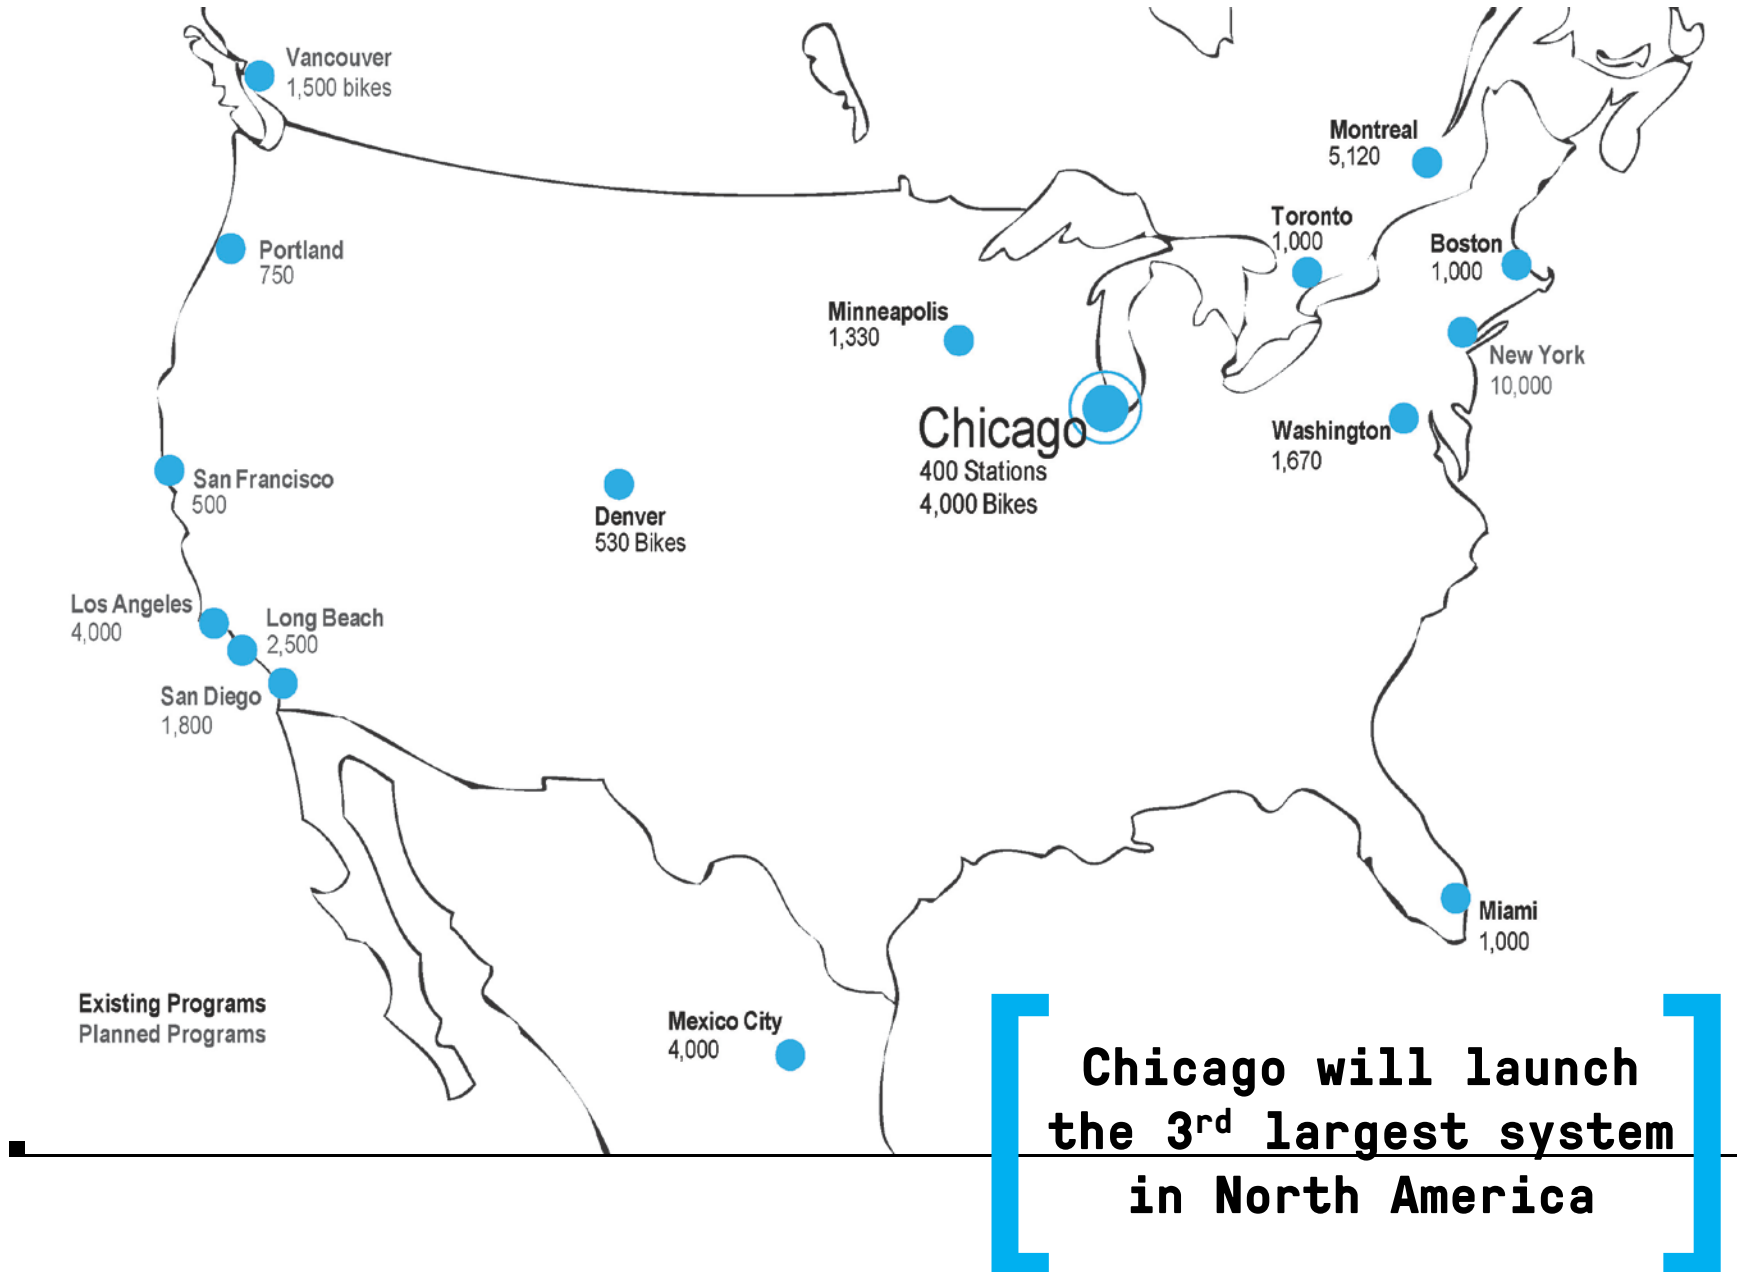 Vancouver
1,500 bikes
Montreal
5,120
Toronto
1,000
Boston
1,000
Portland
750
Minneapolis
1,330
New York
10,000
Chicago
400 Stations
4,000 Bikes
Washington
1,670
San Francisco
500
Denver
530 Bikes
Los Angeles
4,000
Long Beach
2,500
San Diego
1,800
Miami
1,000
Existing Programs
Planned Programs
Mexico City
4,000
Chicago will launch
the 3rd largest system
in North America